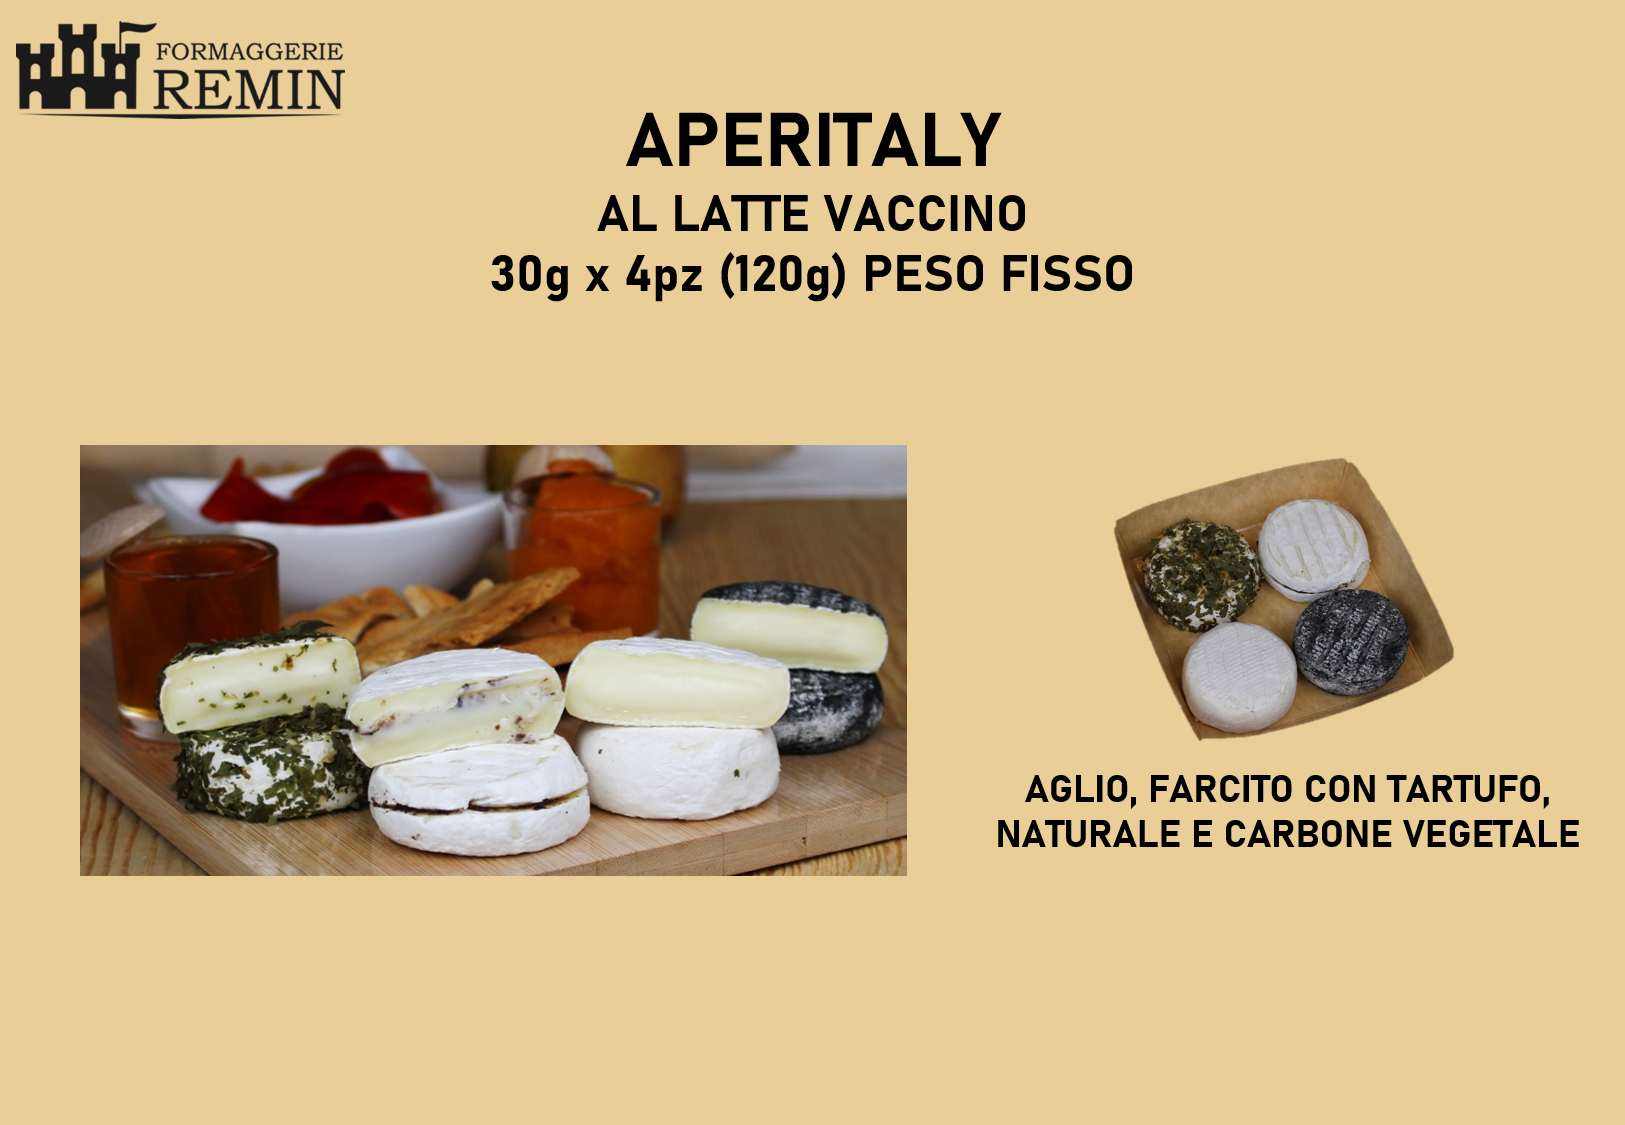 FORMAGGERIE
REMIN
APERITALY
AL LATTE VACCINO
30g x 4pz (120g) PESO FISSO
AGLIO, FARCITO CON TARTUFO,
NATURALE E CARBONE VEGETALE